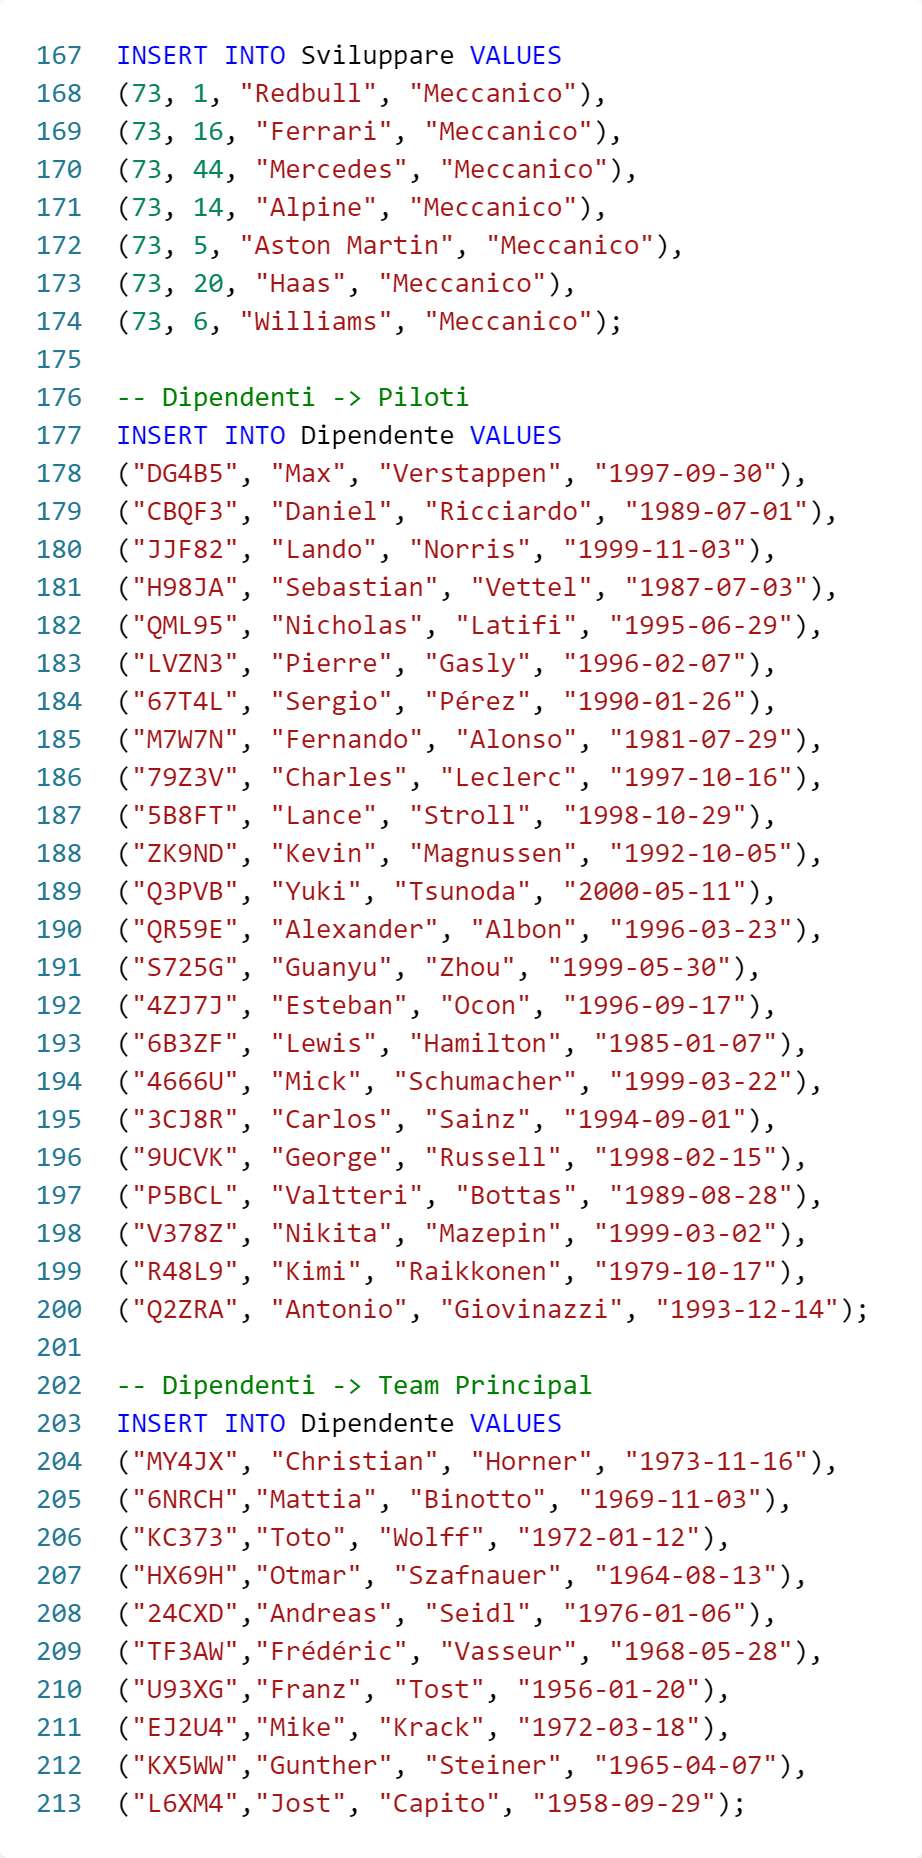 167 INSERT INTO Sviluppare VALUES
168 (73, 1, "Redbull", "Meccanico"),
169 (73, 16, "Ferrari", "Meccanico"),
170 (73, 44, "Mercedes", "Meccanico"),
171 (73, 14, "Alpine", "Meccanico"),
172 (73, 5, "Aston Martin", "Meccanico"),
173 (73, 20, "Haas", "Meccanico"),
174 (73, 6, "Williams", "Meccanico");
175
176 -- Dipendenti -> Piloti
177 INSERT INTO Dipendente VALUES
178 ("DG4B5", "Max", "Verstappen", "1997-09-30"),
179 ("CBQF3", "Daniel", "Ricciardo", "1989-07-01"),
180 ("JJF82", "Lando", "Norris", "1999-11-03"),
181 ("H98JA", "Sebastian", "Vettel", "1987-07-03"),
182 ("QML95", "Nicholas", "Latifi", "1995-06-29"),
183 ("LVZN3", "Pierre", "Gasly", "1996-02-07"),
184 ("67T4L", "Sergio", "Pérez", "1990-01-26"),
185 ("M7W7N", "Fernando", "Alonso", "1981-07-29"),
186 ("79Z3V", "Charles", "Leclerc", "1997-10-16"),
187 ("5B8FT", "Lance", "Stroll", "1998-10-29"),
188 ("ZK9ND", "Kevin", "Magnussen", "1992-10-05"),
189 ("Q3PVB", "Yuki", "Tsunoda", "2000-05-11"),
190 ("QR59E", "Alexander", "Albon", "1996-03-23"),
191 ("S725G", "Guanyu", "Zhou", "1999-05-30"),
192 ("4ZJ7J", "Esteban", "Ocon", "1996-09-17"),
193 ("6B3ZF", "Lewis", "Hamilton", "1985-01-07"),
194 ("4666U", "Mick", "Schumacher", "1999-03-22"),
195 ("3CJ8R", "Carlos", "Sainz", "1994-09-01"),
196 ("9UCVK", "George", "Russell", "1998-02-15"),
197 ("P5BCL", "Valtteri", "Bottas", "1989-08-28"),
198 ("V378Z", "Nikita", "Mazepin", "1999-03-02"),
199 ("R48L9", "Kimi", "Raikkonen", "1979-10-17"),
200 ("Q2ZRA", "Antonio", "Giovinazzi", "1993-12-14");
201
202 -- Dipendenti -> Team Principal
203 INSERT INTO Dipendente VALUES
204 ("MY4JX", "Christian", "Horner", "1973-11-16"),
205 ("6NRCH","Mattia", "Binotto", "1969-11-03"),
206 ("KC373","Toto", "Wolff", "1972-01-12"),
207 ("HX69H","Otmar", "Szafnauer", "1964-08-13"),
208 ("24CXD","Andreas", "Seidl", "1976-01-06"),
209 ("TF3AW","Frédéric", "Vasseur", "1968-05-28"),
210 ("U93XG","Franz", "Tost", "1956-01-20"),
211 ("EJ2U4","Mike", "Krack", "1972-03-18"),
212 ("KX5WW","Gunther", "Steiner", "1965-04-07"),
213 ("L6XM4","Jost", "Capito", "1958-09-29");